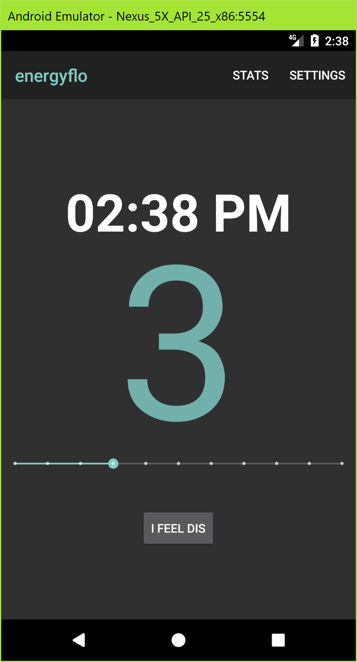 Android Emulator - Nexus_5X_API_25_x86:5554
4G 2:38
energyflo STATS SETTINGS
02:38 PM
3
I FEEL DIS